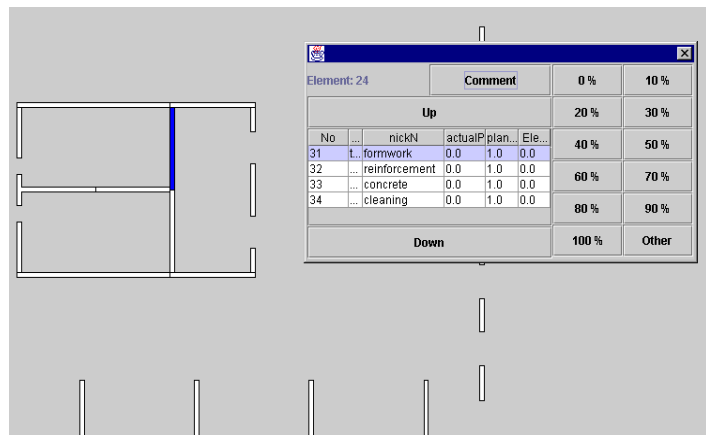 Element: 24 Comment 0 % 10 %
Up 20 % 30 %
No ... nickN actualP plan... Ele...
40 % 50 %
31 t... formwork 0.0 1.0 0.0
32 ... reinforcement 0.0 1.0 0.0
60 % 70 %
33 ... concrete 0.0 1.0 0.0
34 ... cleaning 0.0 1.0 0.0
80 % 90 %
Down 100 % Other